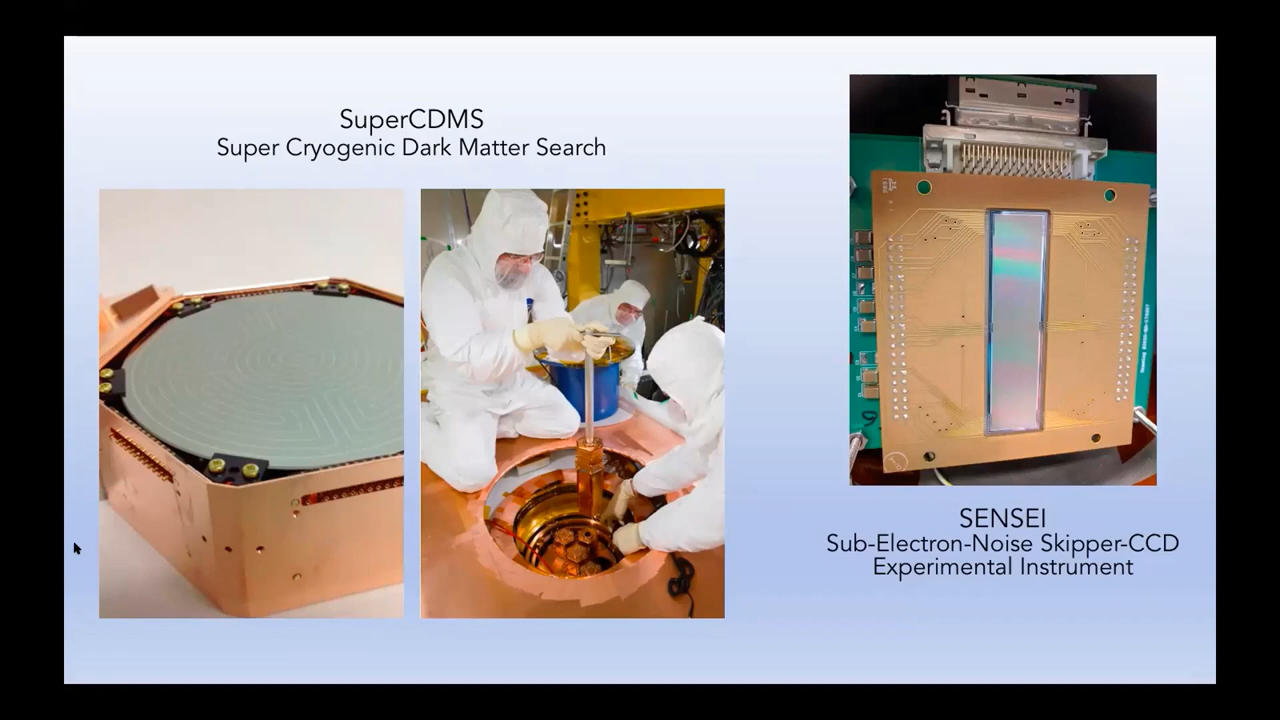 SuperCDMS
Super Cryogenic Dark Matter Search
SENSEI
Sub-Electron-Noise Skipper-CCD
Experimental Instrument